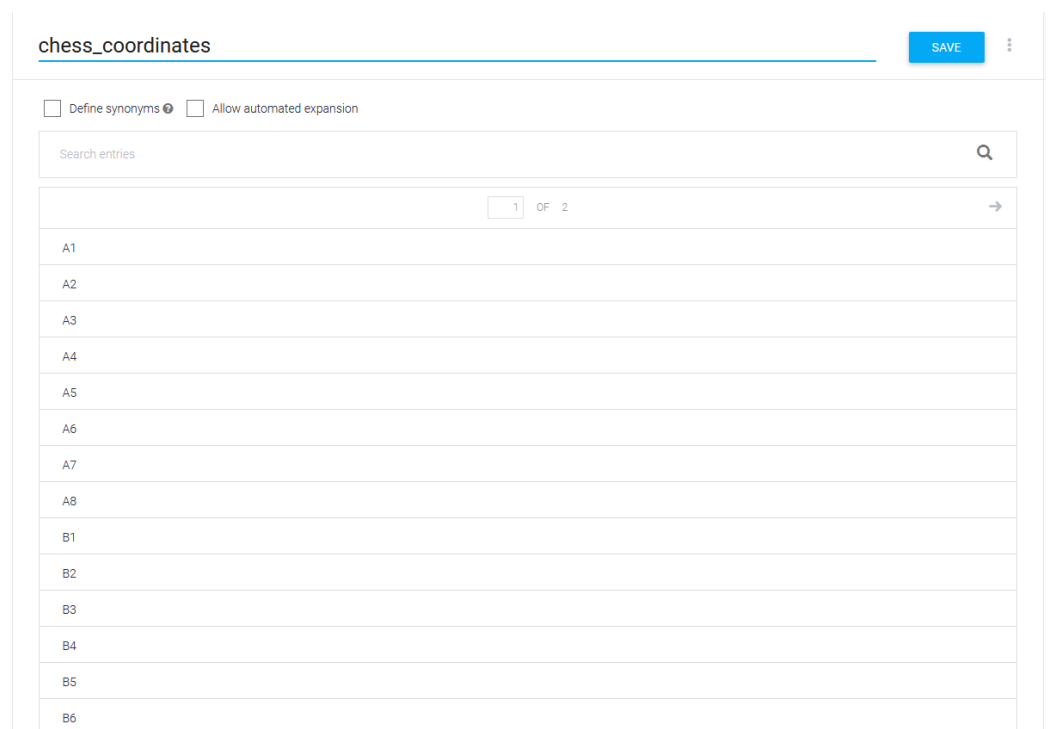 chess_coordinates SAVE
Define synonyms Allow automated expansion
Search entries
1 OF 2
A1
A2
A3
A4
A5
A6
A7
A8
B1
B2
B3
B4
B5
B6